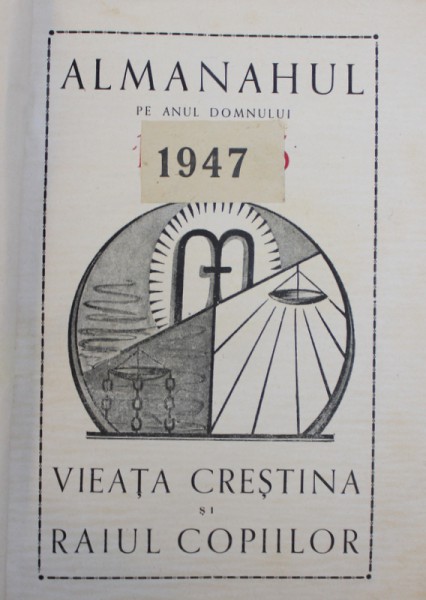 ALMANAHUL
PE ANUL DOMNULUI
1947
VIEAȚA CREȘTINA
ȘI
RAIUL COPIILOR